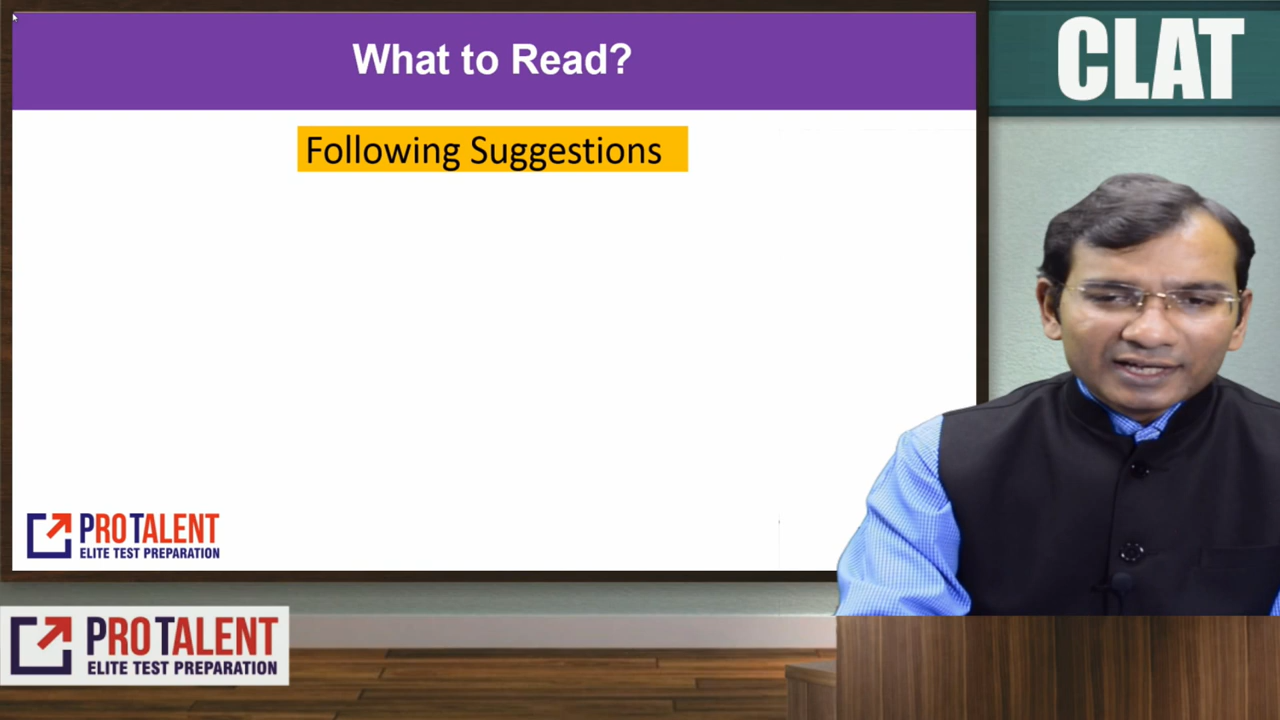 What to Read?
CLAT
Following Suggestions
PROTALENT
ELITE TEST PREPARATION
PROTALENT
ELITE TEST PREPARATION